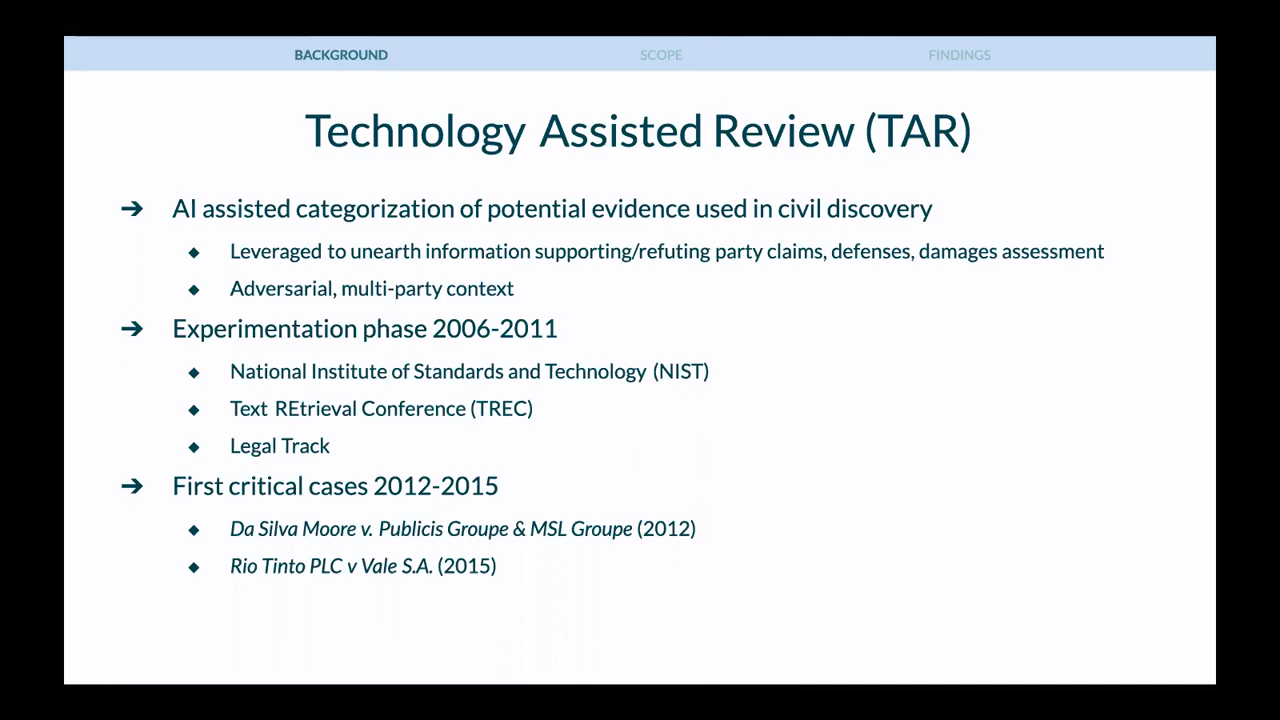 BACKGROUND SCOPE FINDINGS
Technology Assisted Review (TAR)
➔ AI assisted categorization of potential evidence used in civil discovery
◆ Leveraged to unearth information supporting/refuting party claims, defenses, damages assessment
◆ Adversarial, multi-party context
➔ Experimentation phase 2006-2011
◆ National Institute of Standards and Technology (NIST)
◆ Text REtrieval Conference (TREC)
◆ Legal Track
➔ First critical cases 2012-2015
◆ Da Silva Moore v. Publicis Groupe & MSL Groupe (2012)
◆ Rio Tinto PLC v Vale S.A. (2015)